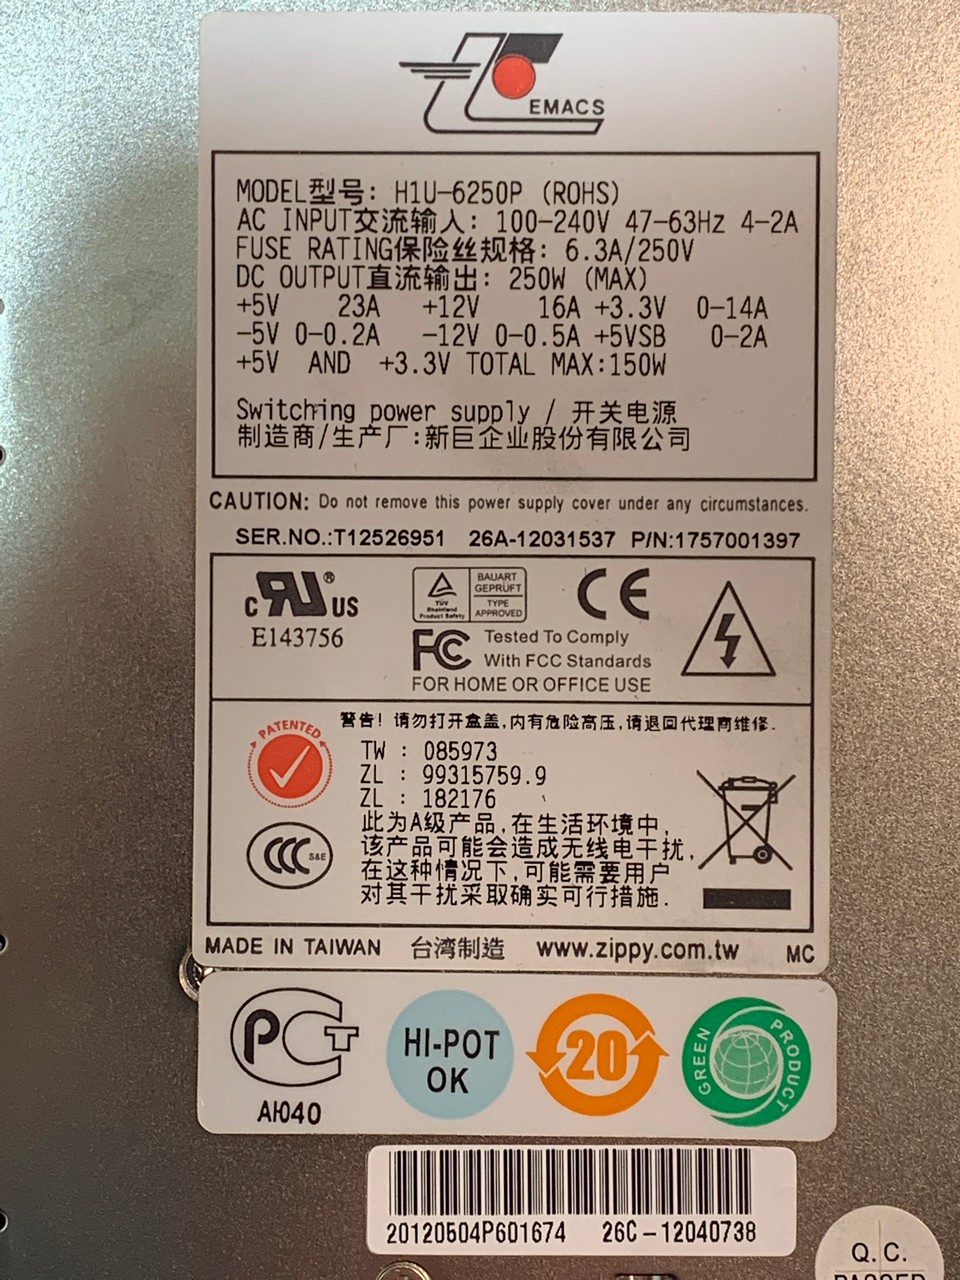 EMACS
MODEL型号: H1U-6250P (ROHS)
AC INPUT交流输入: 100-240V 47-63Hz 4-2A
FUSE RATING保险丝规格: 6.3A/250V
DC OUTPUT直流输出: 250W (MAX)
+5V 23A +12V 16A +3.3V 0-14A
-5V 0-0.2A -12V 0-0.5A +5VSB 0-2A
+5V AND +3.3V TOTAL MAX:150W
Switching power supply / 开关电源
制造商/生产厂:新巨企业股份有限公司
CAUTION: Do not remove this power supply cover under any circumstances.
SER.NO.:T12526951 26A-12031537 P/N:1757001397
c RU ® US
E143756
TÜV
Rheinland
Product Safety
BAUART
GEPRÜFT
TYPE
APPROVED
CE
FC Tested To Comply
With FCC Standards
FOR HOME OR OFFICE USE
警告! 请勿打开盒盖,内有危险高压,请退回代理商维修.
PATENTED
TW : 085973
ZL : 99315759.9
ZL : 182176
CCC S&E
此为A级产品,在生活环境中,
该产品可能会造成无线电干扰,
在这种情况下,可能需要用户
对其干扰采取确实可行措施.
MADE IN TAIWAN 台湾制造 www.zippy.com.tw MC
PCT
АЮ40
HI-POT
OK
20
GREEN PRODUCT
20120504P601674 26C-12040738
Q.C.
PASSED